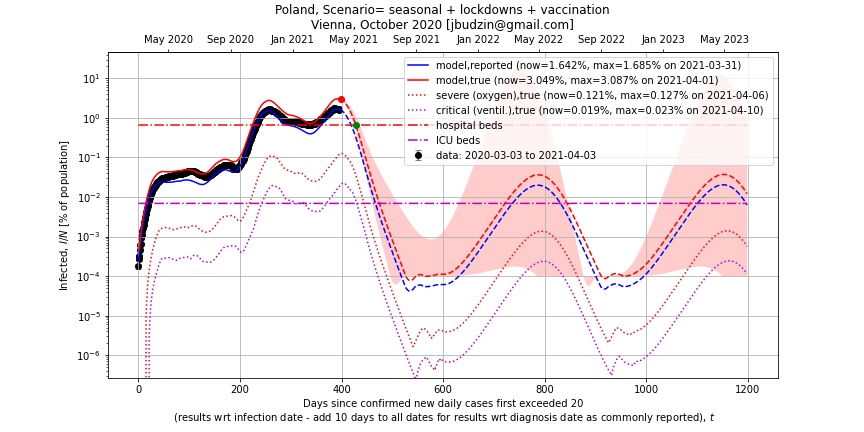 Poland, Scenario= seasonal + lockdowns + vaccination
Vienna, October 2020 [jbudzin@gmail.com]
May 2020 Sep 2020 Jan 2021 May 2021 Sep 2021 Jan 2022 May 2022 Sep 2022 Jan 2023 May 2023
model,reported (now=1.642%, max=1.685% on 2021-03-31)
model,true (now=3.049%, max=3.087% on 2021-04-01)
severe (oxygen),true (now=0.121%, max=0.127% on 2021-04-06)
critical (ventil.),true (now=0.019%, max=0.023% on 2021-04-10)
hospital beds
ICU beds
data: 2020-03-03 to 2021-04-03
Infected, I/N [% of population]
10¹
10⁰
10⁻¹
10⁻²
10⁻³
10⁻⁴
10⁻⁵
10⁻⁶
0 200 400 600 800 1000 1200
Days since confirmed new daily cases first exceeded 20
(results wrt infection date - add 10 days to all dates for results wrt diagnosis date as commonly reported), t